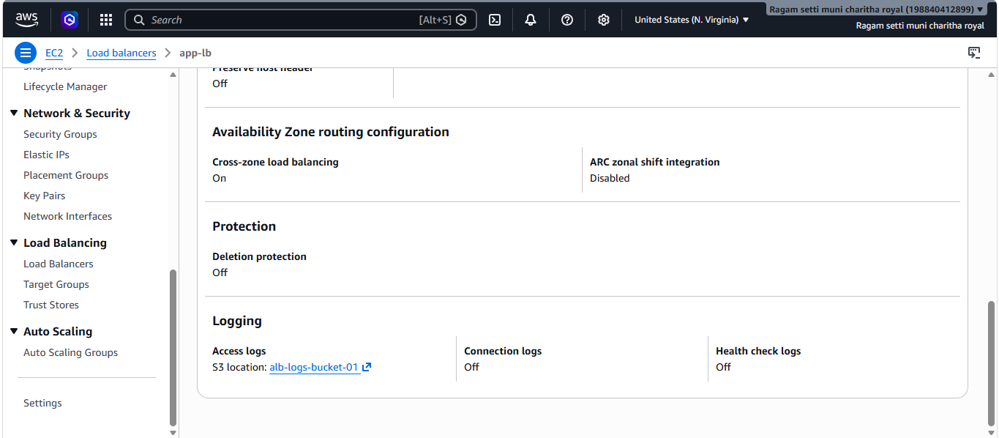 aws
Search [Alt+S]
United States (N. Virginia)
Ragam setti muni charitha royal (198840412899)
Ragam setti muni charitha royal
EC2 Load balancers app-lb
Snapshots
Lifecycle Manager
Network & Security
Security Groups
Elastic IPs
Placement Groups
Key Pairs
Network Interfaces
Load Balancing
Load Balancers
Target Groups
Trust Stores
Auto Scaling
Auto Scaling Groups
Settings
Preserve host header
Off
Availability Zone routing configuration
Cross-zone load balancing
On
ARC zonal shift integration
Disabled
Protection
Deletion protection
Off
Logging
Access logs
S3 location: alb-logs-bucket-01
Connection logs
Off
Health check logs
Off